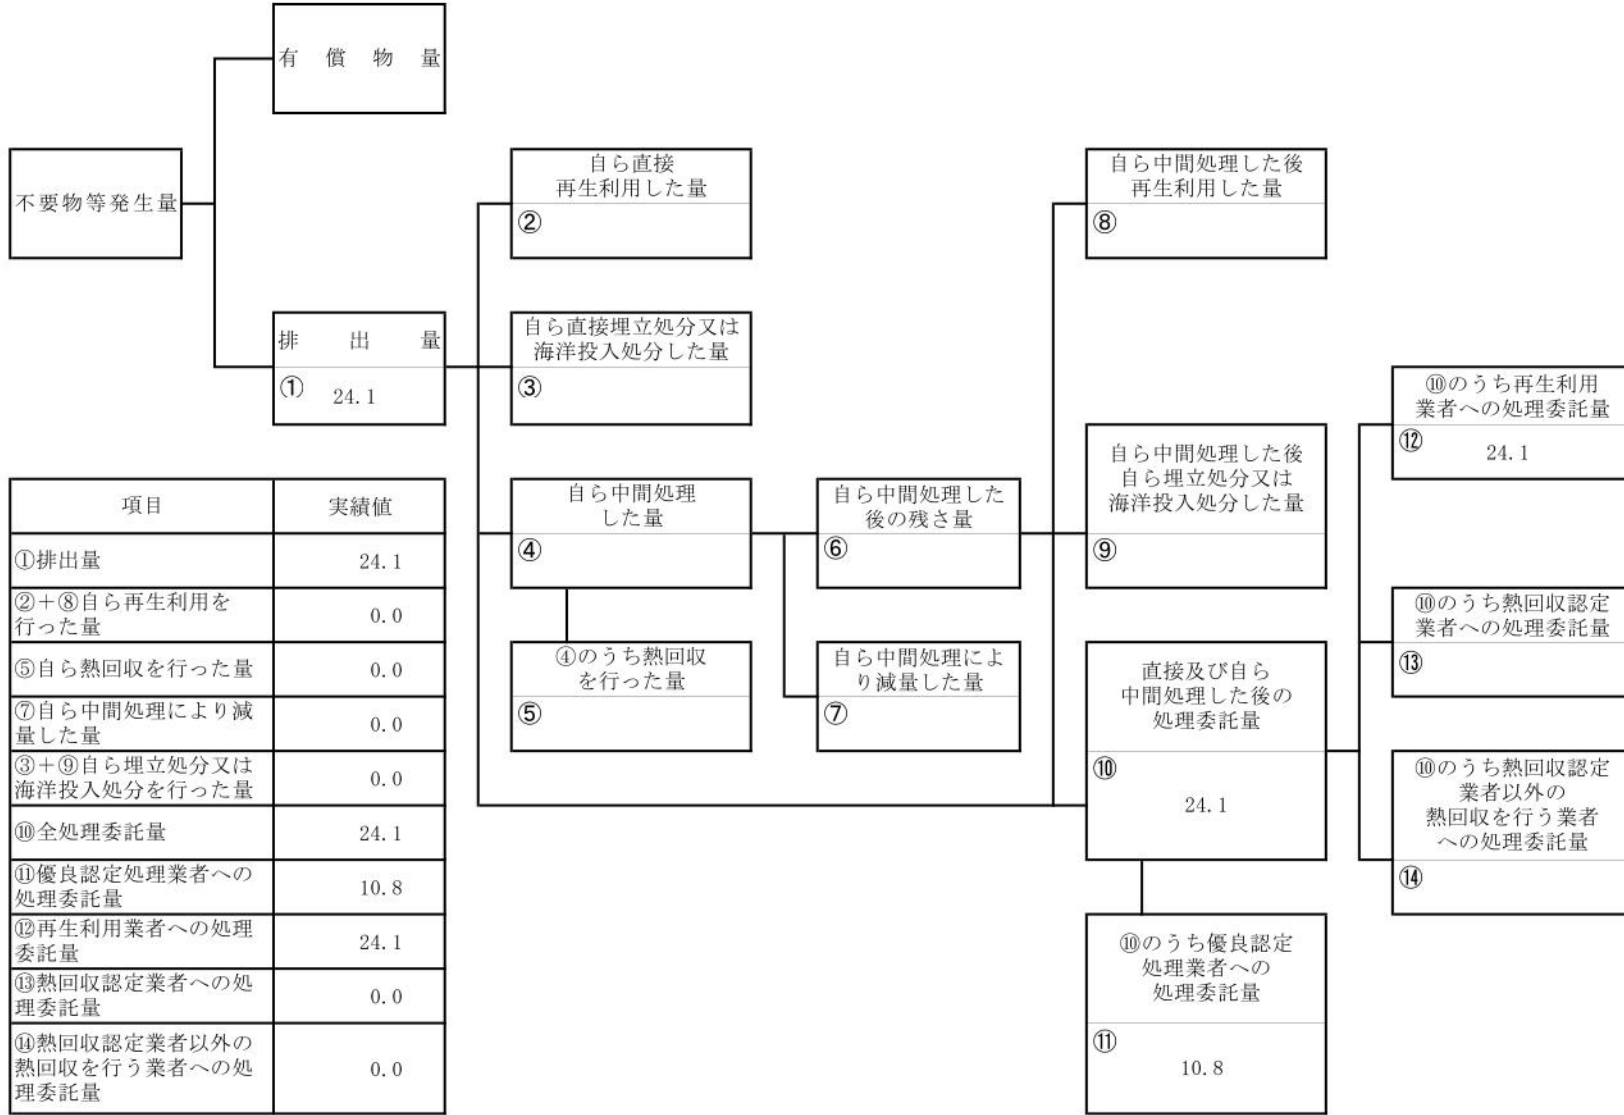 有償物量
不要物等発生量
排出量
① 24.1
自ら直接
再生利用した量
②
自ら直接埋立処分又は
海洋投入処分した量
③
自ら中間処理
した量
④
④のうち熱回収
を行った量
⑤
自ら中間処理した
後の残さ量
⑥
自ら中間処理によ
り減量した量
⑦
自ら中間処理した後
再生利用した量
⑧
自ら中間処理した後
自ら埋立処分又は
海洋投入処分した量
⑨
直接及び自ら
中間処理した後の
処理委託量
⑩
24.1
⑩のうち優良認定
処理業者への
処理委託量
⑪
10.8
⑩のうち再生利用
業者への処理委託量
⑫
24.1
⑩のうち熱回収認定
業者への処理委託量
⑬
⑩のうち熱回収認定
業者以外の
熱回収を行う業者
への処理委託量
⑭
項目 実績値
①排出量 24.1
②+⑧自ら再生利用を
行った量 0.0
⑤自ら熱回収を行った量 0.0
⑦自ら中間処理により減
量した量 0.0
③+⑨自ら埋立処分又は
海洋投入処分を行った量 0.0
⑩全処理委託量 24.1
⑪優良認定処理業者への
処理委託量 10.8
⑫再生利用業者への処理
委託量 24.1
⑬熱回収認定業者への処
理委託量 0.0
⑭熱回収認定業者以外の
熱回収を行う業者への処
理委託量 0.0